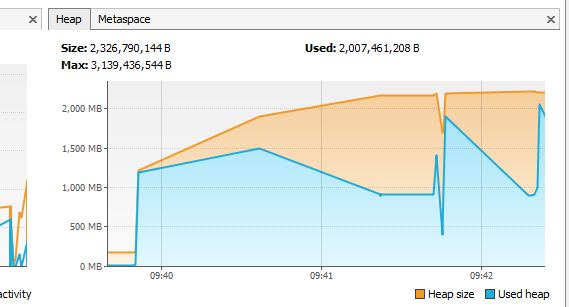 Heap
Metaspace
Size: 2,326,790,144 B
Used: 2,007,461,208 B
Max: 3,139,436,544 B
2,000 MB
1,500 MB
1,000 MB
500 MB
0 MB
09:40
09:41
09:42
activity
Heap size
Used heap